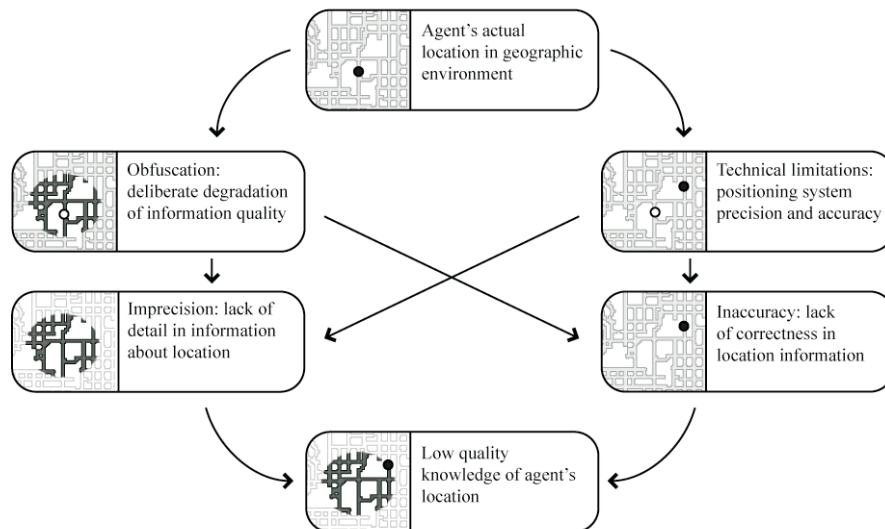 Agent's actual
location in geographic
environment
Obfuscation:
deliberate degradation
of information quality
Technical limitations:
positioning system
precision and accuracy
Imprecision: lack of
detail in information
about location
Inaccuracy: lack
of correctness in
location information
Low quality
knowledge of agent's
location